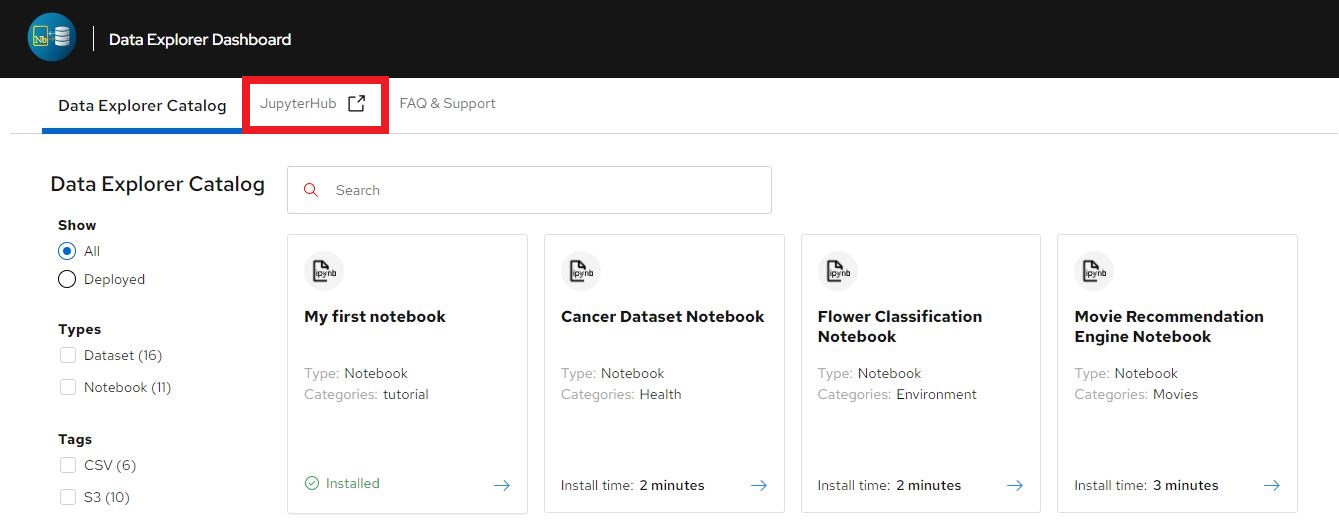 Nb
Data Explorer Dashboard
Data Explorer Catalog
JupyterHub
FAQ & Support
Data Explorer Catalog
Search
Show
All
Deployed
Types
Dataset (16)
Notebook (11)
Tags
CSV (6)
S3 (10)
ipynb
My first notebook
Type: Notebook
Categories: tutorial
Installed
ipynb
Cancer Dataset Notebook
Type: Notebook
Categories: Health
Install time: 2 minutes
ipynb
Flower Classification
Notebook
Type: Notebook
Categories: Environment
Install time: 2 minutes
ipynb
Movie Recommendation
Engine Notebook
Type: Notebook
Categories: Movies
Install time: 3 minutes